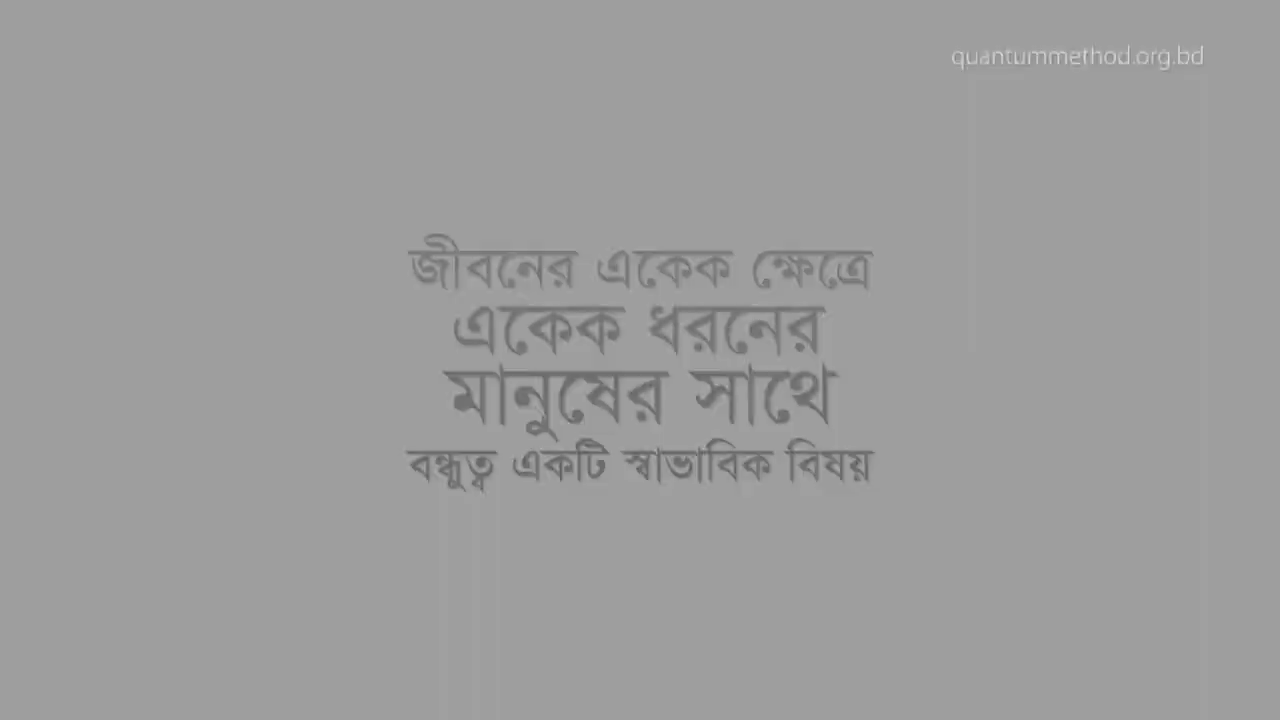 quantummethod.org.bd
জীবনের একেক ক্ষেত্রে
একেক ধরনের
মানুষের সাথে
বন্ধুত্ব একটি স্বাভাবিক বিষয়